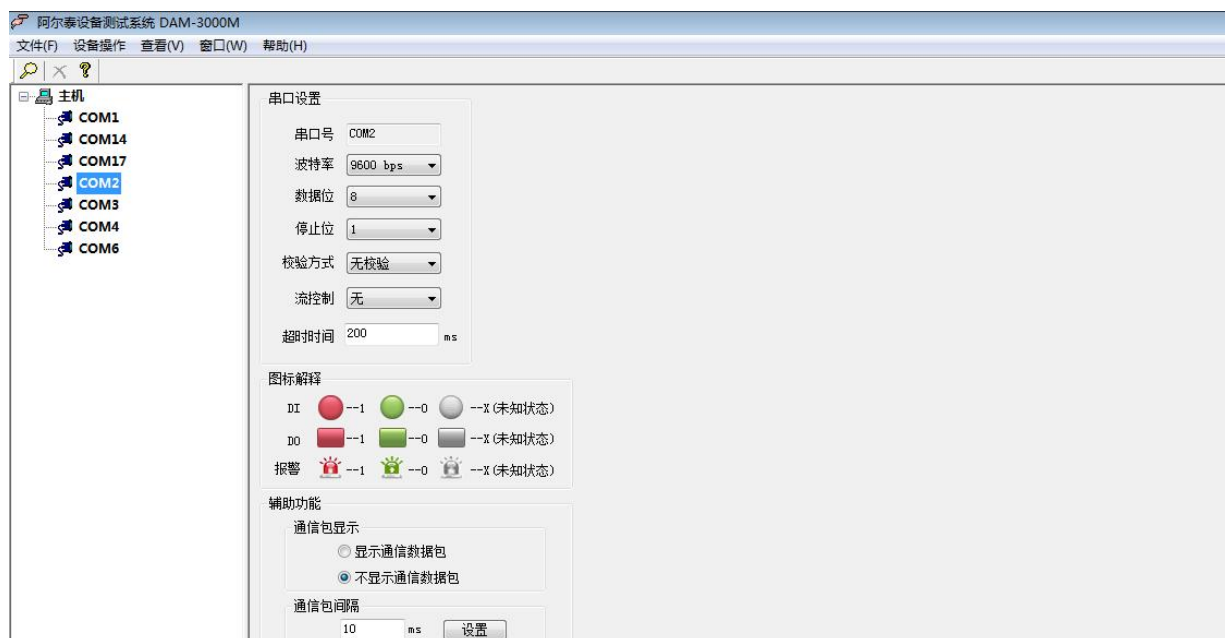 阿尔泰设备测试系统 DAM-3000M
文件(F) 设备操作 查看(V) 窗口(W) 帮助(H)
主机
COM1
COM14
COM17
COM2
COM3
COM4
COM6
串口设置
串口号 COM2
波特率 9600 bps
数据位 8
停止位 1
校验方式 无校验
流控制 无
超时时间 200 ms
图标解释
DI --1 --0 --X(未知状态)
DO --1 --0 --X(未知状态)
报警 --1 --0 --X(未知状态)
辅助功能
通信包显示
显示通信数据包
不显示通信数据包
通信包间隔
10 ms 设置